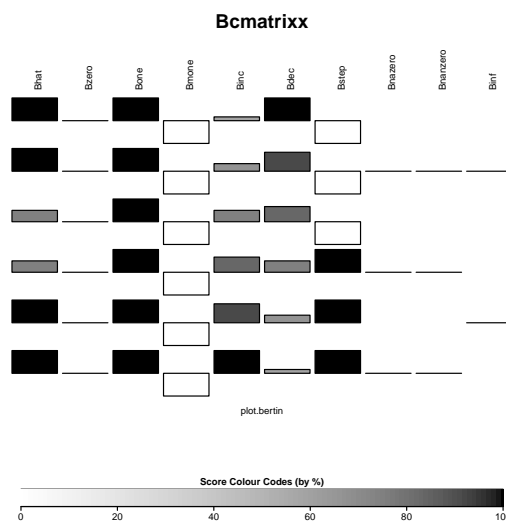 Bcmatrixx
Bhat Bzero Bone Bmone Binc Bdec Bstep Bnazero Bnanzero Binf
plot.bertin
Score Colour Codes (by %)
0 20 40 60 80 100